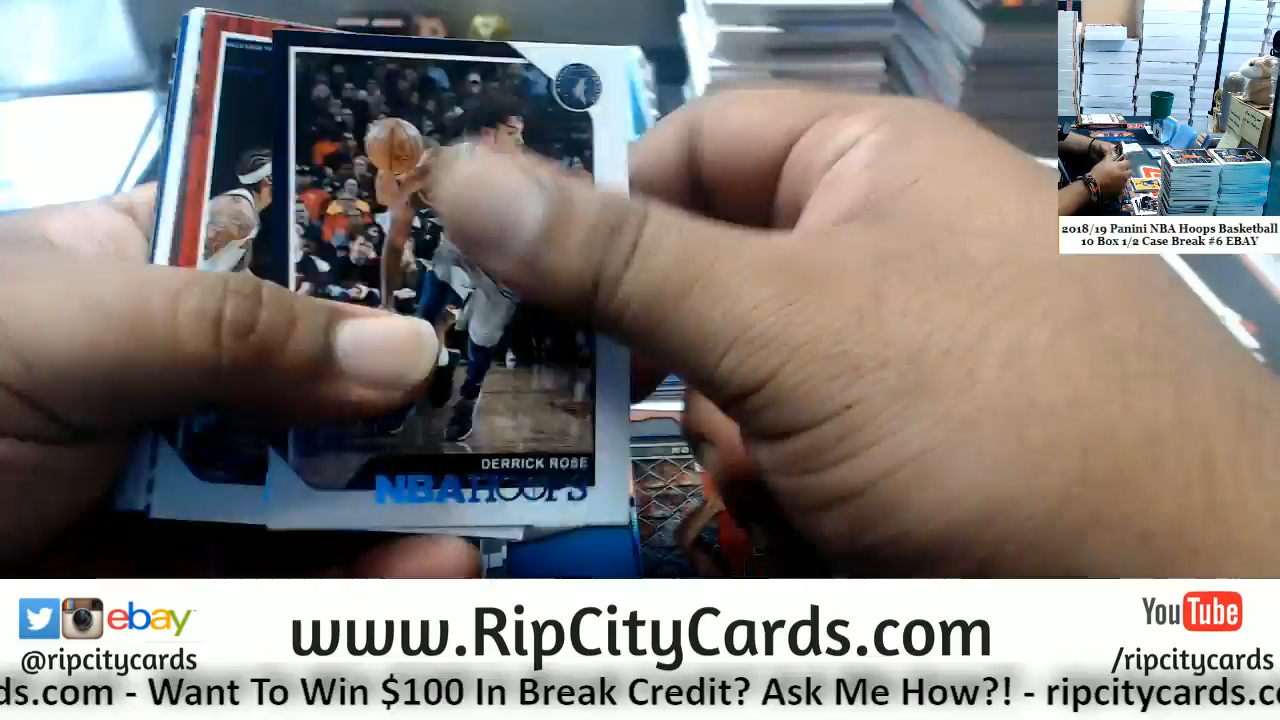 DERRICK ROSE
NBA HOOPS
2018/19 Panini NBA Hoops Basketball
10 Box 1/2 Case Break #6 EBAY
ebay
@ripcitycards
www.RipCityCards.com
YouTube
/ripcitycards
ds.com - Want To Win $100 In Break Credit? Ask Me How?! - ripcitycards.co